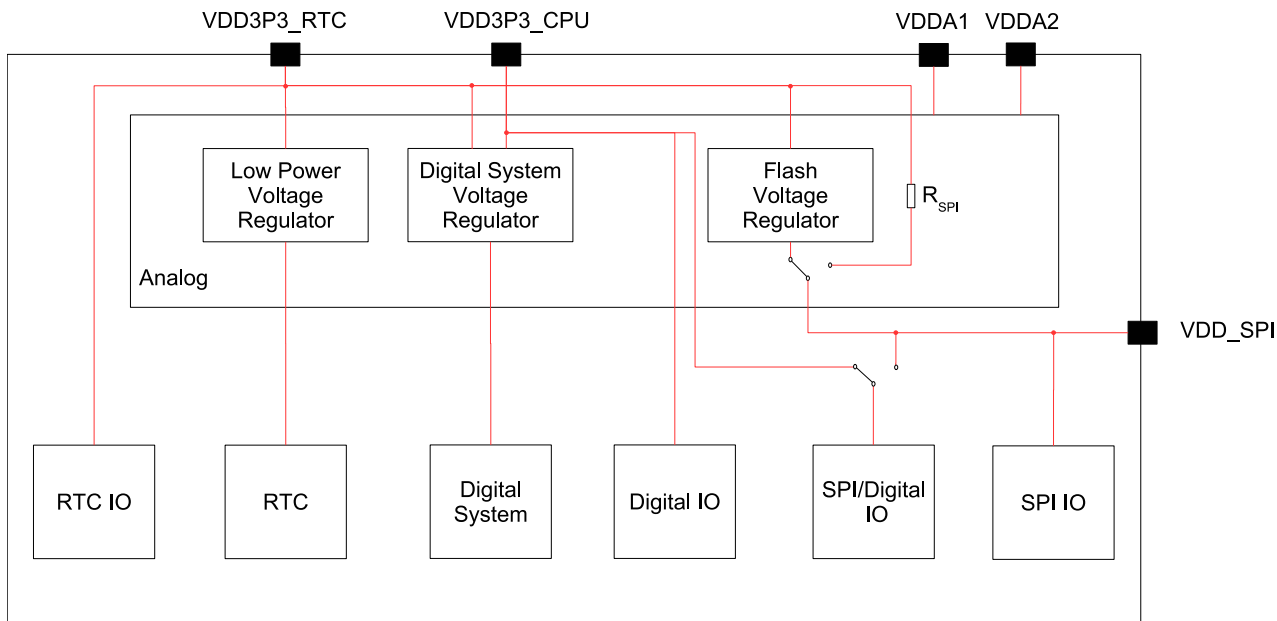 VDD3P3_RTC
VDD3P3_CPU
VDDA1
VDDA2
Low Power
Voltage
Regulator
Digital System
Voltage
Regulator
Flash
Voltage
Regulator
RSPI
Analog
VDD_SPI
RTC IO
RTC
Digital
System
Digital IO
SPI/Digital
IO
SPI IO